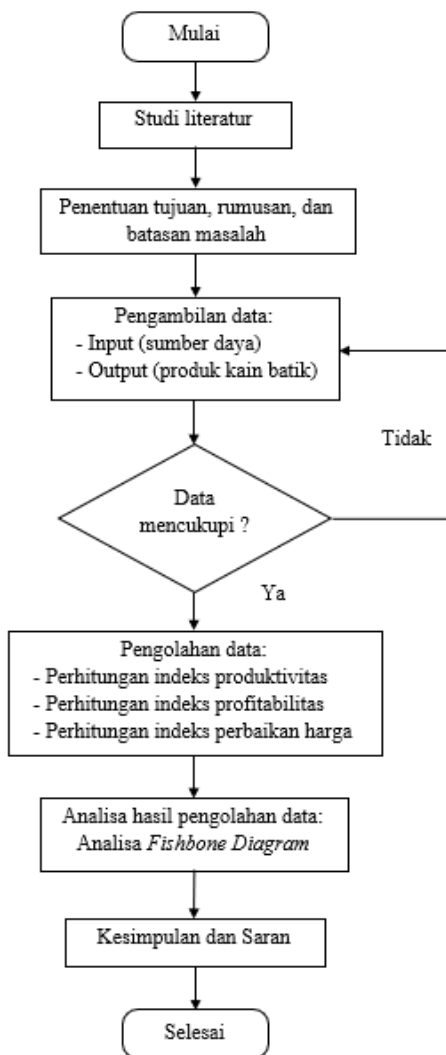 Mulai
Studi literatur
Penentuan tujuan, rumusan, dan
batasan masalah
Pengambilan data:
- Input (sumber daya)
- Output (produk kain batik)
Tidak
Data
mencukupi ?
Ya
Pengolahan data:
- Perhitungan indeks produktivitas
- Perhitungan indeks profitabilitas
- Perhitungan indeks perbaikan harga
Analisa hasil pengolahan data:
Analisa Fishbone Diagram
Kesimpulan dan Saran
Selesai